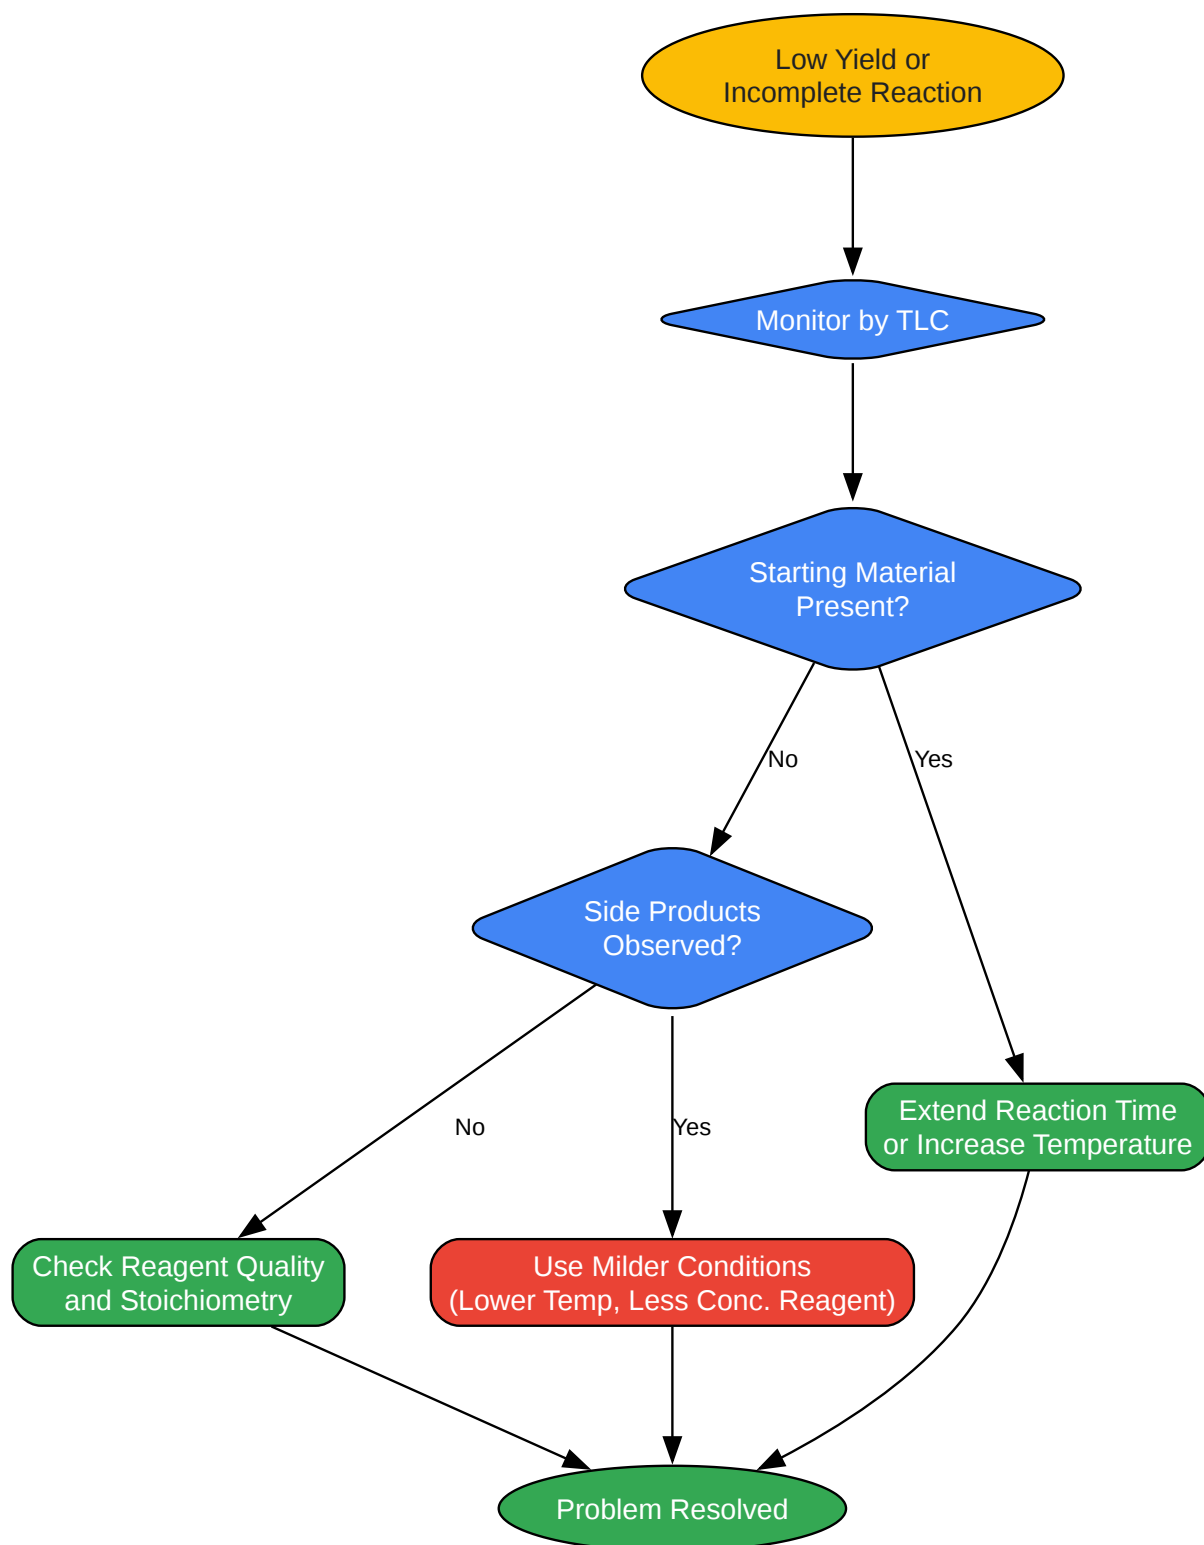 Low Yield or
Incomplete Reaction
Monitor by TLC
Starting Material
Present?
No
Yes
Side Products
Observed?
No
Yes
Extend Reaction Time
or Increase Temperature
Check Reagent Quality
and Stoichiometry
Use Milder Conditions
(Lower Temp, Less Conc. Reagent)
Problem Resolved